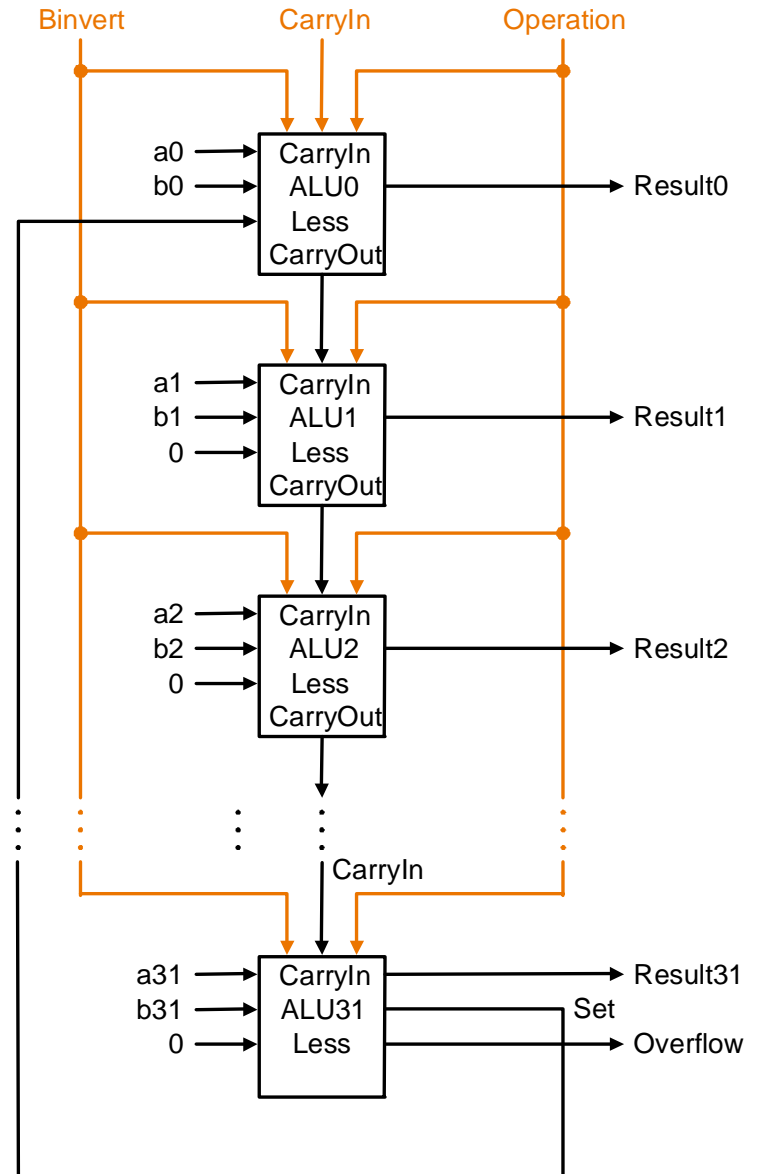 Binvert CarryIn Operation
a0 CarryIn
b0 ALU0 Result0
Less
CarryOut
a1 CarryIn
b1 ALU1 Result1
0 Less
CarryOut
a2 CarryIn
b2 ALU2 Result2
0 Less
CarryOut
CarryIn
a31 CarryIn Result31
b31 ALU31 Set
0 Less Overflow